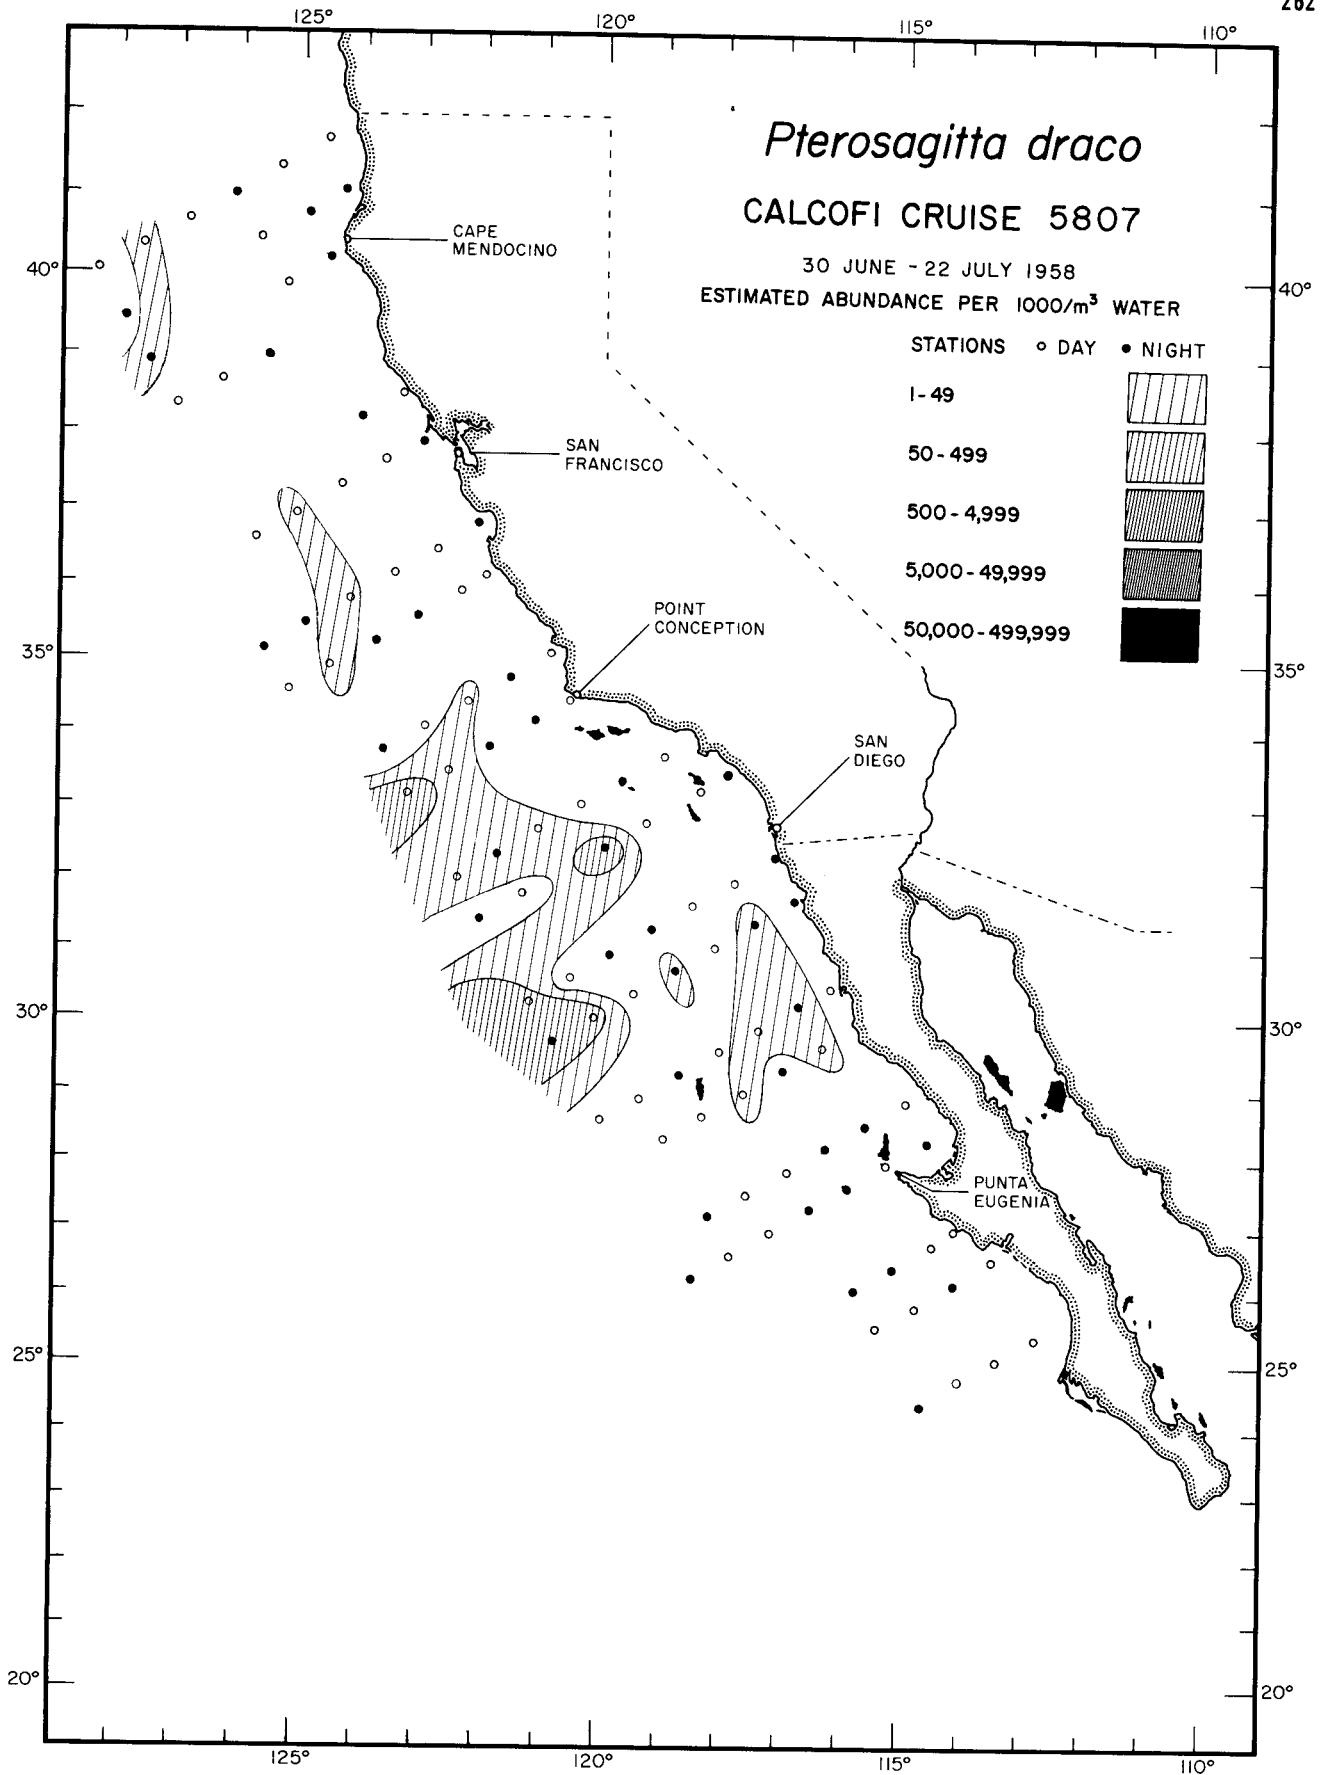 282
125°
120°
115°
110°
Pterosagitta draco
CALCOFI CRUISE 5807
30 JUNE - 22 JULY 1958
ESTIMATED ABUNDANCE PER 1000/m³ WATER
STATIONS ○ DAY ● NIGHT
1-49
50-499
500-4,999
5,000-49,999
50,000-499,999
CAPE
MENDOCINO
40°
40°
SAN
FRANCISCO
POINT
CONCEPTION
35°
35°
SAN
DIEGO
30°
30°
PUNTA
EUGENIA
25°
25°
20°
20°
125°
120°
115°
110°